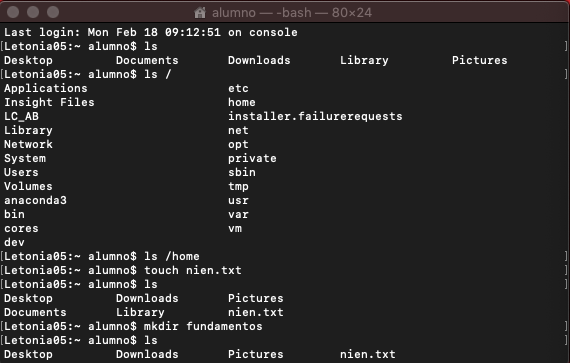 alumno — -bash — 80×24
Last login: Mon Feb 18 09:12:51 on console
[Letonia05:~ alumno$ ls ]
Desktop Documents Downloads Library Pictures
[Letonia05:~ alumno$ ls / ]
Applications etc
Insight Files home
LC_AB installer.failurerequests
Library net
Network opt
System private
Users sbin
Volumes tmp
anaconda3 usr
bin var
cores vm
dev
[Letonia05:~ alumno$ ls /home ]
[Letonia05:~ alumno$ touch nien.txt ]
[Letonia05:~ alumno$ ls ]
Desktop Downloads Pictures
Documents Library nien.txt
[Letonia05:~ alumno$ mkdir fundamentos ]
[Letonia05:~ alumno$ ls ]
Desktop Downloads Pictures nien.txt